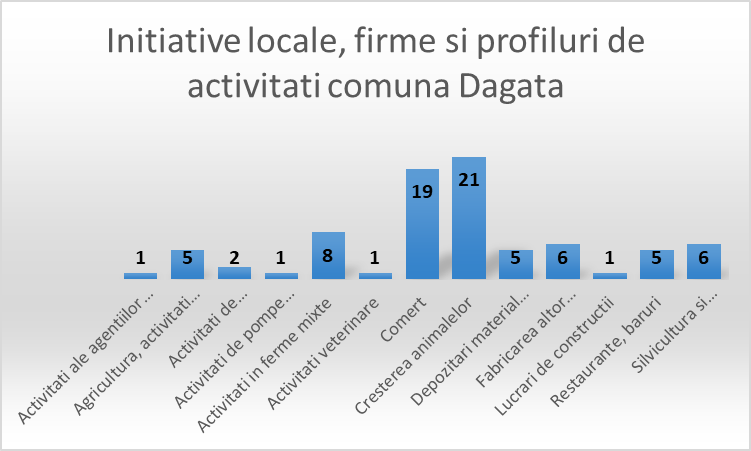 Initiative locale, firme si profiluri de
activitati comuna Dagata
1
5
2
1
8
1
19
21
5
6
1
5
6
Activitati ale agentiilor...
Agricultura, activitati...
Activitati de...
Activitati de pompe...
Activitati in ferme mixte
Activitati veterinare
Comert
Cresterea animalelor
Depozitari material...
Fabricarea altor...
Lucrari de constructii
Restaurante, baruri
Silvicultura si...